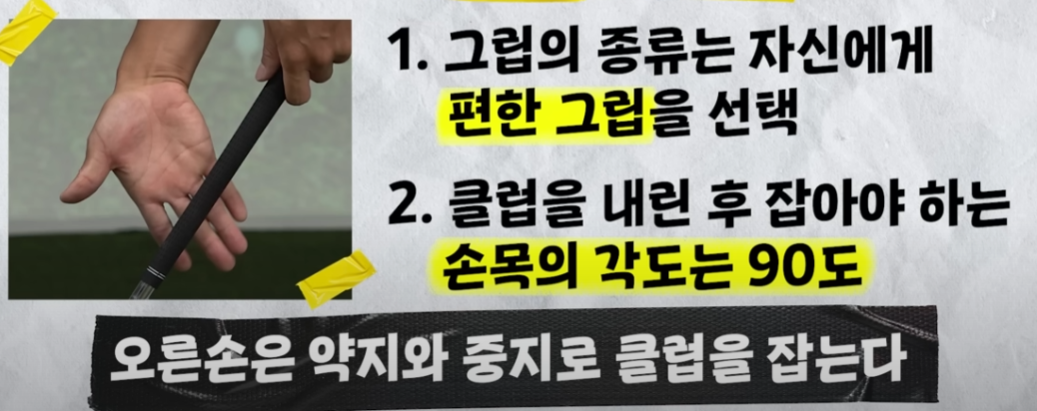 1. 그립의 종류는 자신에게
편한 그립을 선택
2. 클럽을 내린 후 잡아야 하는
손목의 각도는 90도
오른손은 약지와 중지로 클럽을 잡는다